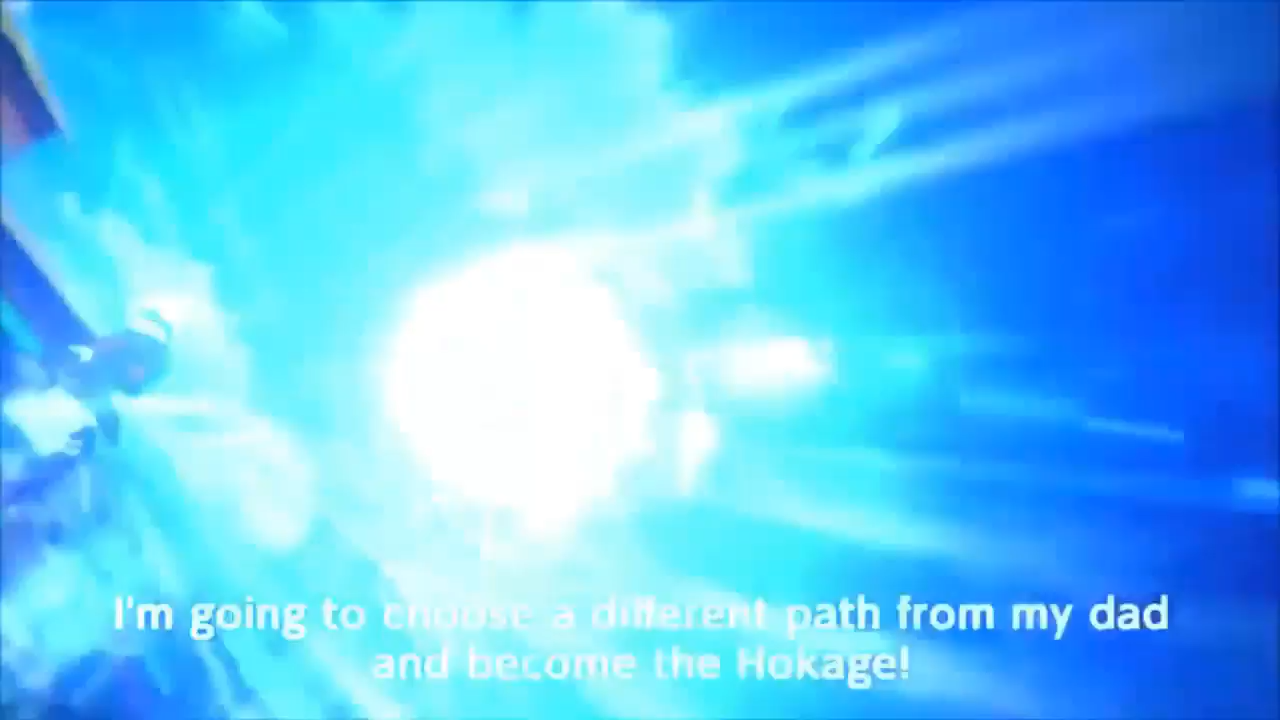 I'm going to choose a different path from my dad
and become the Hokage!